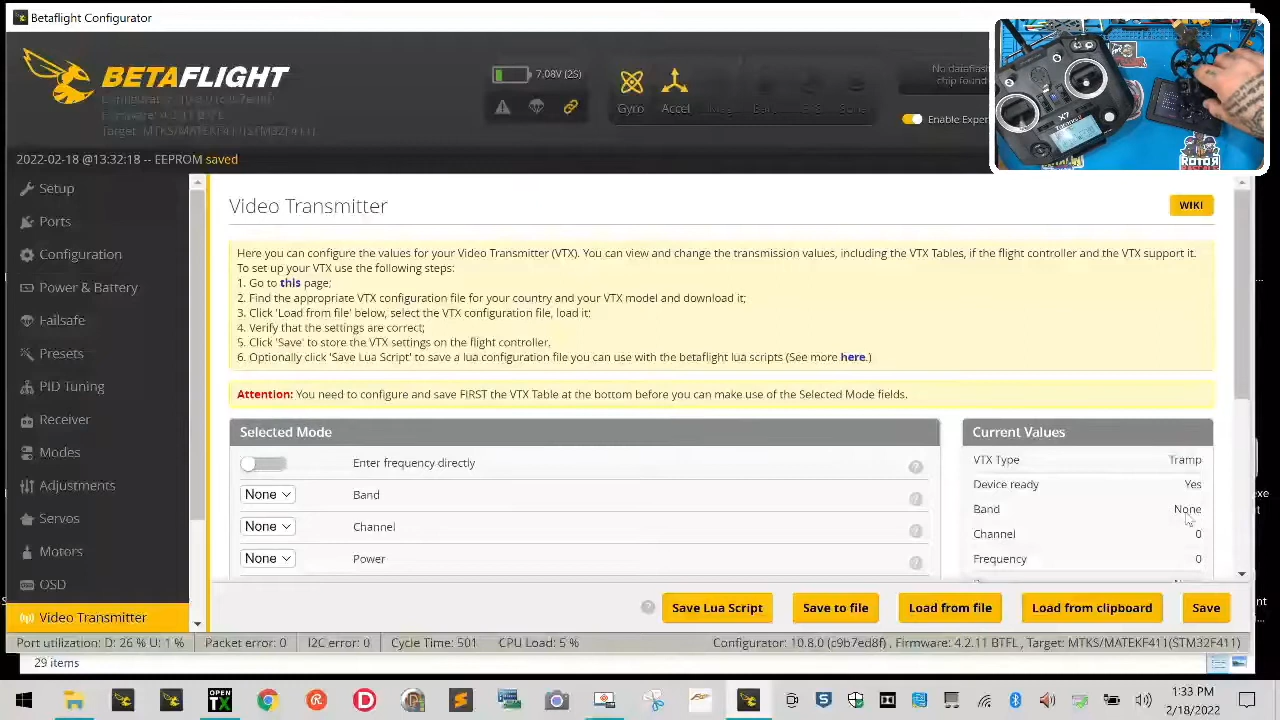 Betaflight Configurator
BETAFLIGHT
7.08V (2S)
Gyro Accel
No dataflash
chip found
Enable Exper
2022-02-18 @13:32:18 -- EEPROM saved
Setup
Ports
Configuration
Power & Battery
Failsafe
Presets
PID Tuning
Receiver
Modes
Adjustments
Servos
Motors
OSD
Video Transmitter
Video Transmitter
WIKI
Here you can configure the values for your Video Transmitter (VTX). You can view and change the transmission values, including the VTX Tables, if the flight controller and the VTX support it.
To set up your VTX use the following steps:
1. Go to this page;
2. Find the appropriate VTX configuration file for your country and your VTX model and download it;
3. Click 'Load from file' below, select the VTX configuration file, load it;
4. Verify that the settings are correct;
5. Click 'Save' to store the VTX settings on the flight controller.
6. Optionally click 'Save Lua Script' to save a lua configuration file you can use with the betaflight lua scripts (See more here.)
Attention: You need to configure and save FIRST the VTX Table at the bottom before you can make use of the Selected Mode fields.
Selected Mode
Enter frequency directly
None Band
None Channel
None Power
Current Values
VTX Type Tramp
Device ready Yes
Band None
Channel 0
Frequency 0
Save Lua Script Save to file Load from file Load from clipboard Save
Port utilization: D: 26 % U: 1 % Packet error: 0 I2C error: 0 Cycle Time: 501 CPU Load: 5 % Configurator: 10.8.0 (c9b7ed8f) , Firmware: 4.2.11 BTFL, Target: MTKS/MATEKF411(STM32F411)
29 items
OPEN
TX
1:33 PM
2/18/2022
X7
ROTOR